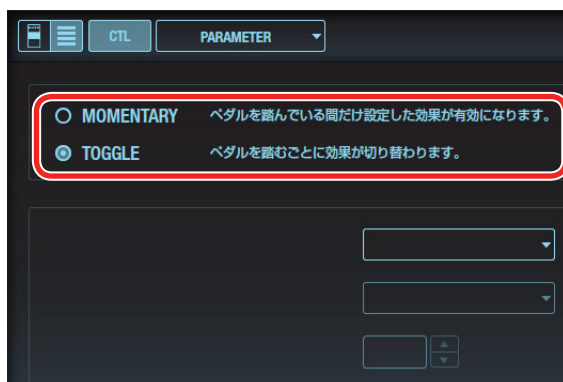 CTL PARAMETER
MOMENTARY ペダルを踏んでいる間だけ設定した効果が有効になります。
TOGGLE ペダルを踏むごとに効果が切り替わります。